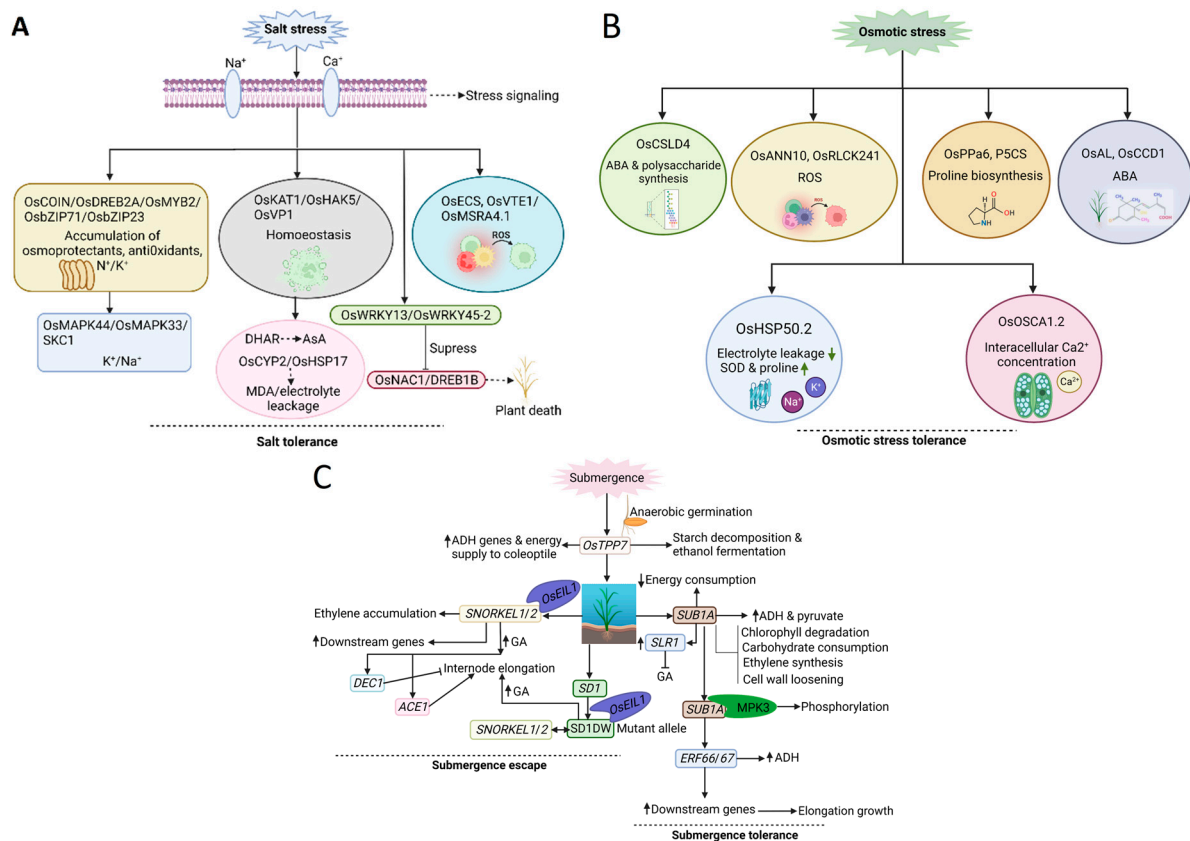 A
Salt stress
Na⁺
Ca⁺
Stress signaling
OsCOIN/OsDREB2A/OsMYB2/
OsbZIP71/OsbZIP23
Accumulation of
osmoprotectants, anti0xidants,
N⁺/K⁺
OsKAT1/OsHAK5/
OsVP1
Homoeostasis
OsECS, OsVTE1/
OsMSRA4.1
ROS
OsMAPK44/OsMAPK33/
SKC1
K⁺/Na⁺
DHAR
AsA
OsCYP2/OsHSP17
MDA/electrolyte
leackage
OsWRKY13/OsWRKY45-2
Supress
OsNAC1/DREB1B
Plant death
Salt tolerance
B
Osmotic stress
OsCSLD4
ABA & polysaccharide
synthesis
OsANN10, OsRLCK241
ROS
ROS
OsPPa6, P5CS
Proline biosynthesis
H
O
OH
NH
OsAL, OsCCD1
ABA
OsHSP50.2
Electrolyte leakage
SOD & proline
Na⁺
K⁺
OsOSCA1.2
Interacellular Ca2⁺
concentration
Ca²⁺
Osmotic stress tolerance
C
Submergence
Anaerobic germination
ADH genes & energy
supply to coleoptile
OsTPP7
Starch decomposition &
ethanol fermentation
Energy consumption
OsEIL1
Ethylene accumulation
SNORKEL1/2
SUB1A
ADH & pyruvate
Downstream genes
GA
SLR1
GA
Chlorophyll degradation
Carbohydrate consumption
Ethylene synthesis
Cell wall loosening
DEC1
Internode elongation
ACE1
GA
SD1
OsEIL1
SNORKEL1/2
SD1DW
Mutant allele
SUB1A
MPK3
Phosphorylation
Submergence escape
ERF66/67
ADH
Downstream genes
Elongation growth
Submergence tolerance